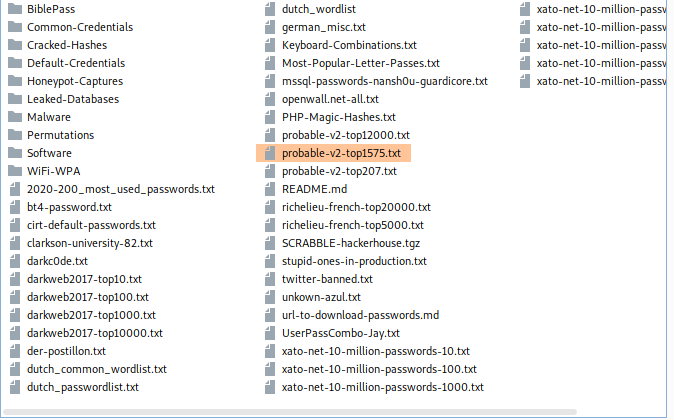 BiblePass
Common-Credentials
Cracked-Hashes
Default-Credentials
Honeypot-Captures
Leaked-Databases
Malware
Permutations
Software
WiFi-WPA
2020-200_most_used_passwords.txt
bt4-password.txt
cirt-default-passwords.txt
clarkson-university-82.txt
darkc0de.txt
darkweb2017-top10.txt
darkweb2017-top100.txt
darkweb2017-top1000.txt
darkweb2017-top10000.txt
der-postillon.txt
dutch_common_wordlist.txt
dutch_passwordlist.txt
dutch_wordlist
german_misc.txt
Keyboard-Combinations.txt
Most-Popular-Letter-Passes.txt
mssql-passwords-nansh0u-guardicore.txt
openwall.net-all.txt
PHP-Magic-Hashes.txt
probable-v2-top12000.txt
probable-v2-top1575.txt
probable-v2-top207.txt
README.md
richelieu-french-top20000.txt
richelieu-french-top5000.txt
SCRABBLE-hackerhouse.tgz
stupid-ones-in-production.txt
twitter-banned.txt
unkown-azul.txt
url-to-download-passwords.md
UserPassCombo-Jay.txt
xato-net-10-million-passwords-10.txt
xato-net-10-million-passwords-100.txt
xato-net-10-million-passwords-1000.txt
xato-net-10-million-passw
xato-net-10-million-passw
xato-net-10-million-passw
xato-net-10-million-passw
xato-net-10-million-passw